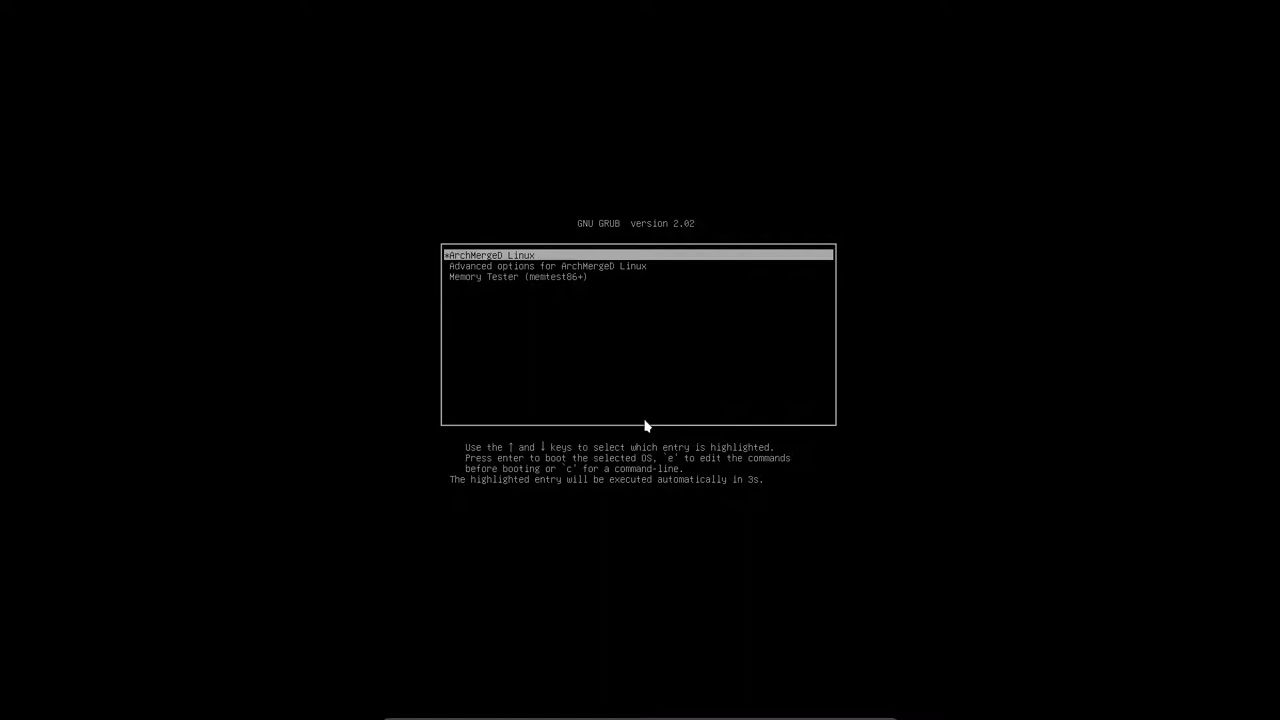 GNU GRUB version 2.02
*ArchMergeD Linux
Advanced options for ArchMergeD Linux
Memory Tester (memtest86+)
Use the ↑ and ↓ keys to select which entry is highlighted.
Press enter to boot the selected OS, `e' to edit the commands
before booting or `c' for a command-line.
The highlighted entry will be executed automatically in 3s.